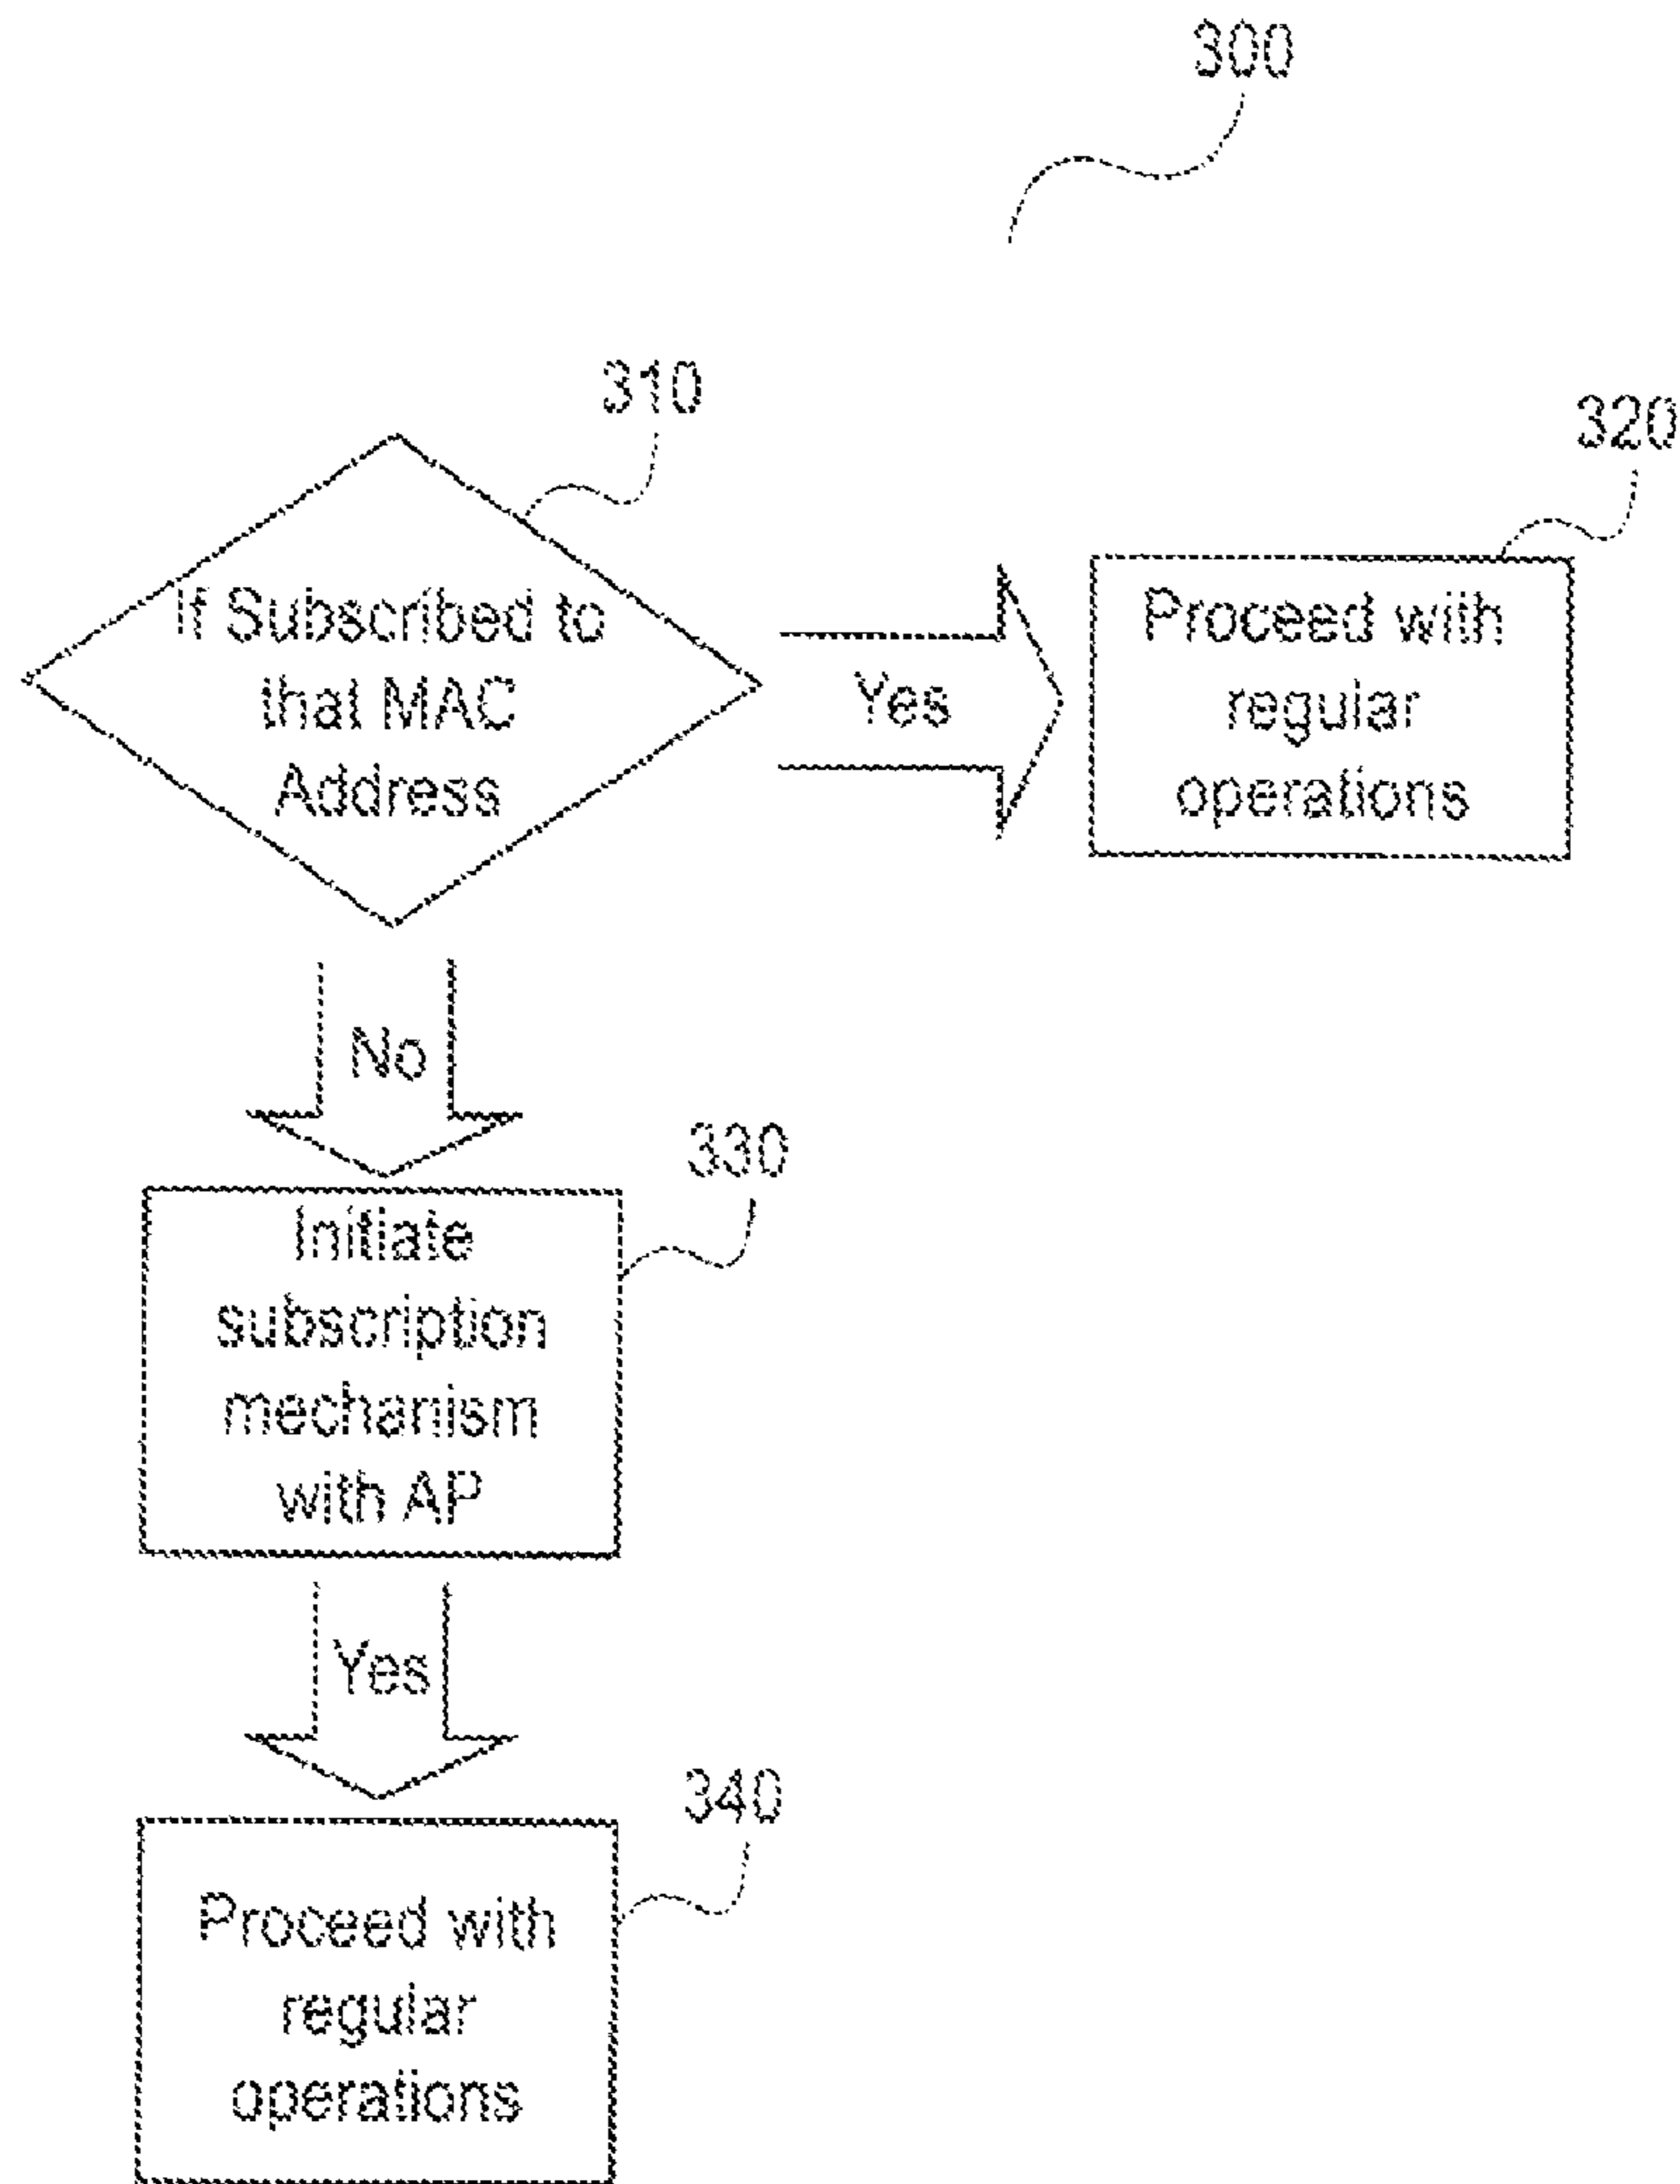 300
310
320
If Subscribed to
that MAC
Address
Yes
Proceed with
regular
operations
No
330
Initiate
subscription
mechanism
with AP
Yes
340
Proceed with
regular
operations